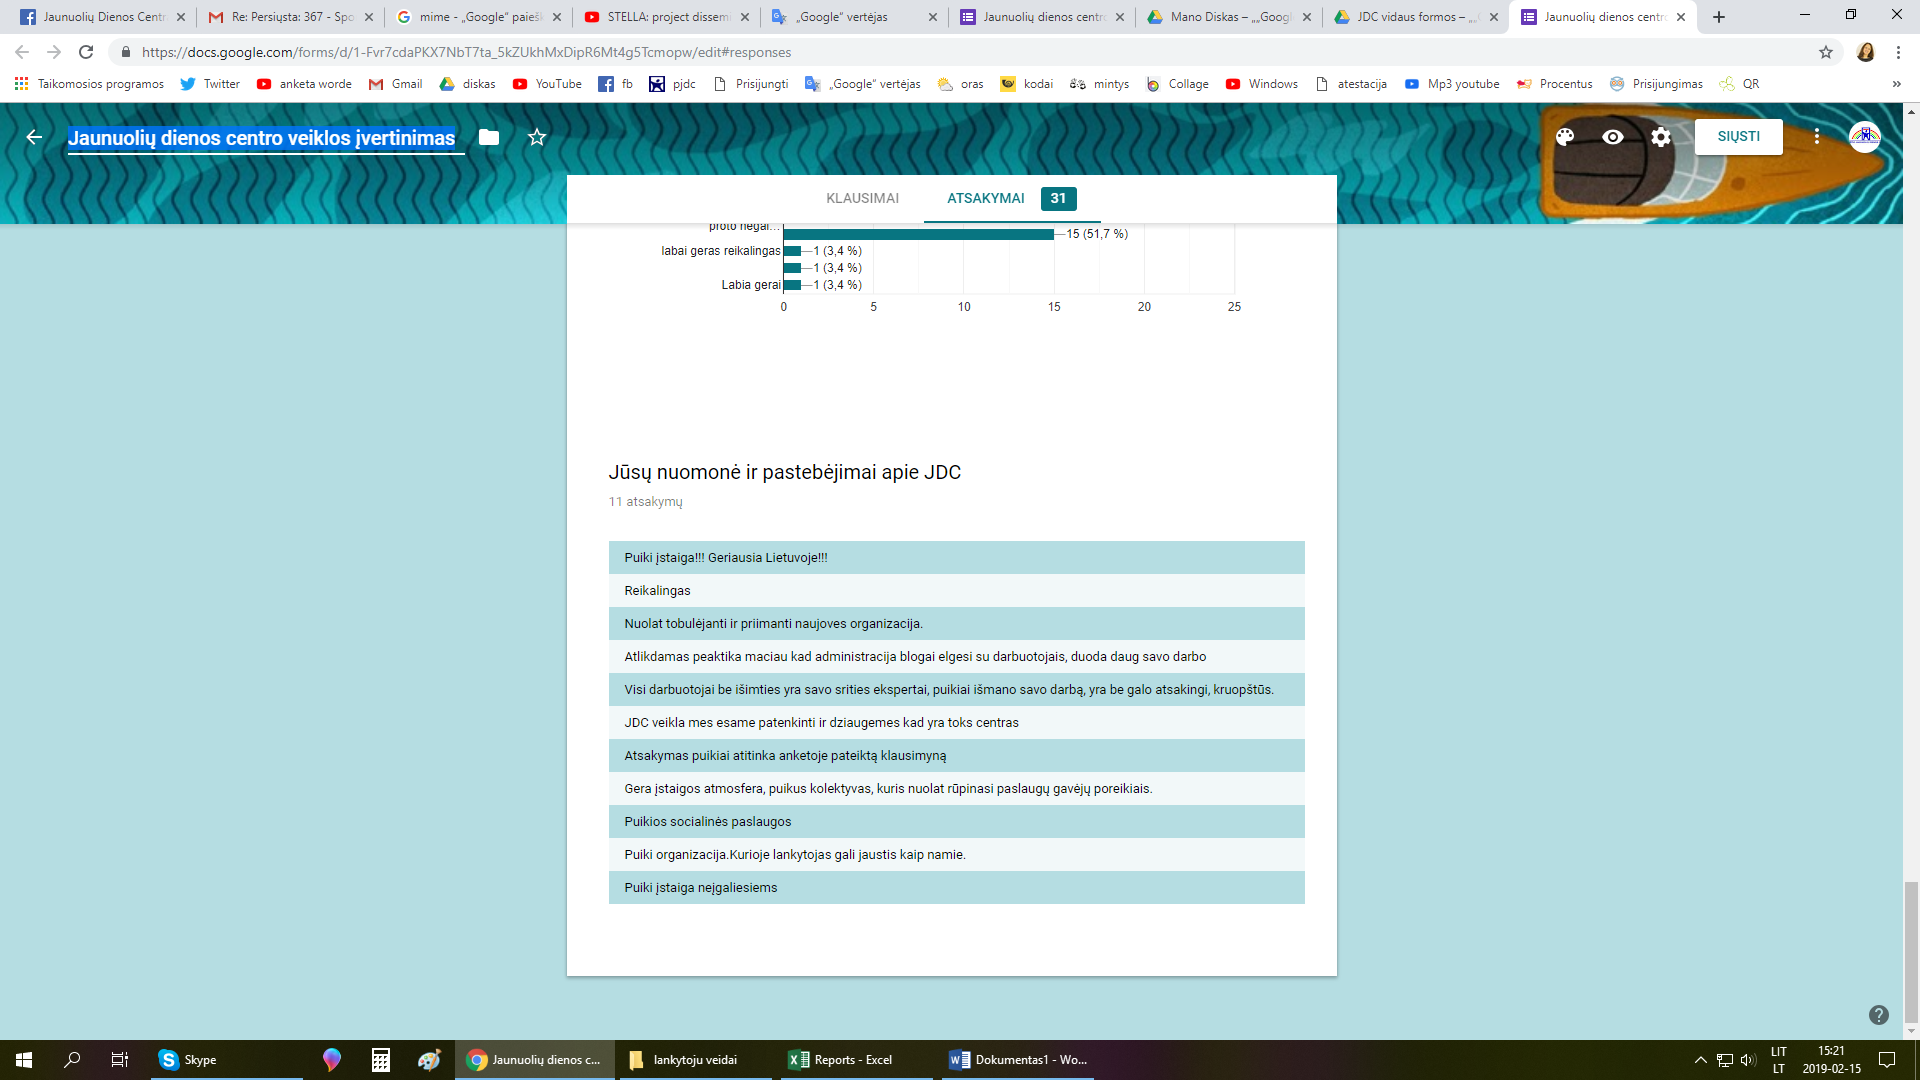 Jaunuolių Dienos Centr
Re: Persiųsta: 367 - Spo
mime - „Google“ paiešk
STELLA: project dissemi
„Google“ vertėjas
Jaunuolių dienos centro
Mano Diskas – „„Googl
JDC vidaus formos – „
Jaunuolių dienos centro
https://docs.google.com/forms/d/1-Fvr7cdaPKX7NbT7ta_5kZUkhMxDipR6Mt4g5Tcmopw/edit#responses
Taikomosios programos Twitter anketa worde Gmail diskas YouTube fb pjdc Prisijungti „Google“ vertėjas oras kodai mintys Collage Windows atestacija Mp3 youtube Procentus Prisijungimas QR »
Jaunuolių dienos centro veiklos įvertinimas
SIŲSTI
KLAUSIMAI ATSAKYMAI 31
proto negal...
15 (51,7 %)
labai geras reikalingas 1 (3,4 %)
1 (3,4 %)
Labia gerai 1 (3,4 %)
0 5 10 15 20 25
Jūsų nuomonė ir pastebėjimai apie JDC
11 atsakymų
Puiki įstaiga!!! Geriausia Lietuvoje!!!
Reikalingas
Nuolat tobulėjanti ir priimanti naujoves organizacija.
Atlikdamas peaktika maciau kad administracija blogai elgesi su darbuotojais, duoda daug savo darbo
Visi darbuotojai be išimties yra savo srities ekspertai, puikiai išmano savo darbą, yra be galo atsakingi, kruopštūs.
JDC veikla mes esame patenkinti ir dziaugemes kad yra toks centras
Atsakymas puikiai atitinka anketoje pateiktą klausimyną
Gera įstaigos atmosfera, puikus kolektyvas, kuris nuolat rūpinasi paslaugų gavėjų poreikiais.
Puikios socialinės paslaugos
Puiki organizacija.Kurioje lankytojas gali jaustis kaip namie.
Puiki įstaiga neįgaliesiems
Skype
Jaunuolių dienos c...
lankytoju veidai
Reports - Excel
Dokumentas1 - Wo...
LIT
LT
15:21
2019-02-15